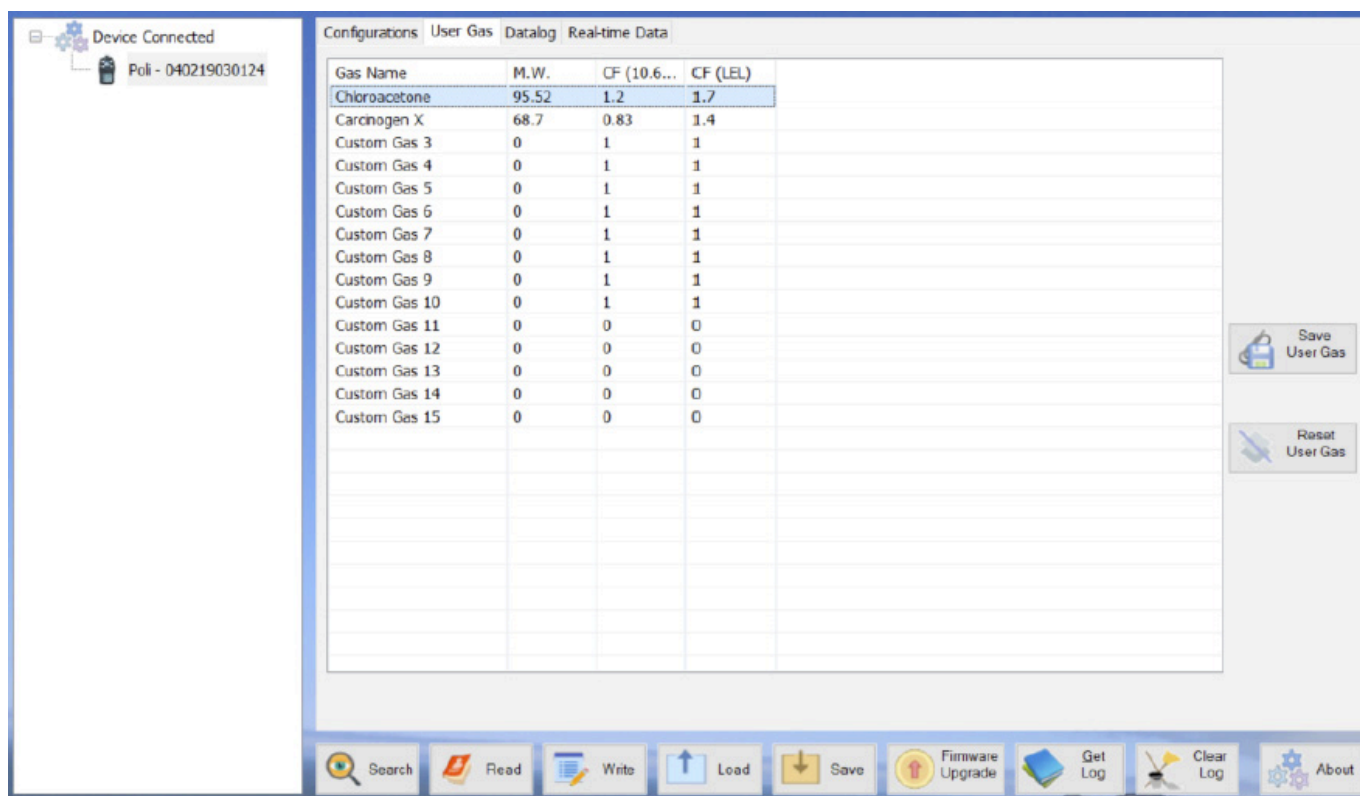 Device Connected
Poli - 040219030124
Configurations User Gas Datalog Real-time Data
Gas Name M.W. CF (10.6... CF (LEL)
Chloroacetone 95.52 1.2 1.7
Carcinogen X 68.7 0.83 1.4
Custom Gas 3 0 1 1
Custom Gas 4 0 1 1
Custom Gas 5 0 1 1
Custom Gas 6 0 1 1
Custom Gas 7 0 1 1
Custom Gas 8 0 1 1
Custom Gas 9 0 1 1
Custom Gas 10 0 1 1
Custom Gas 11 0 0 0
Custom Gas 12 0 0 0
Custom Gas 13 0 0 0
Custom Gas 14 0 0 0
Custom Gas 15 0 0 0
Save
User Gas
Reset
User Gas
Search Read Write Load Save Firmware Upgrade Get Log Clear Log About